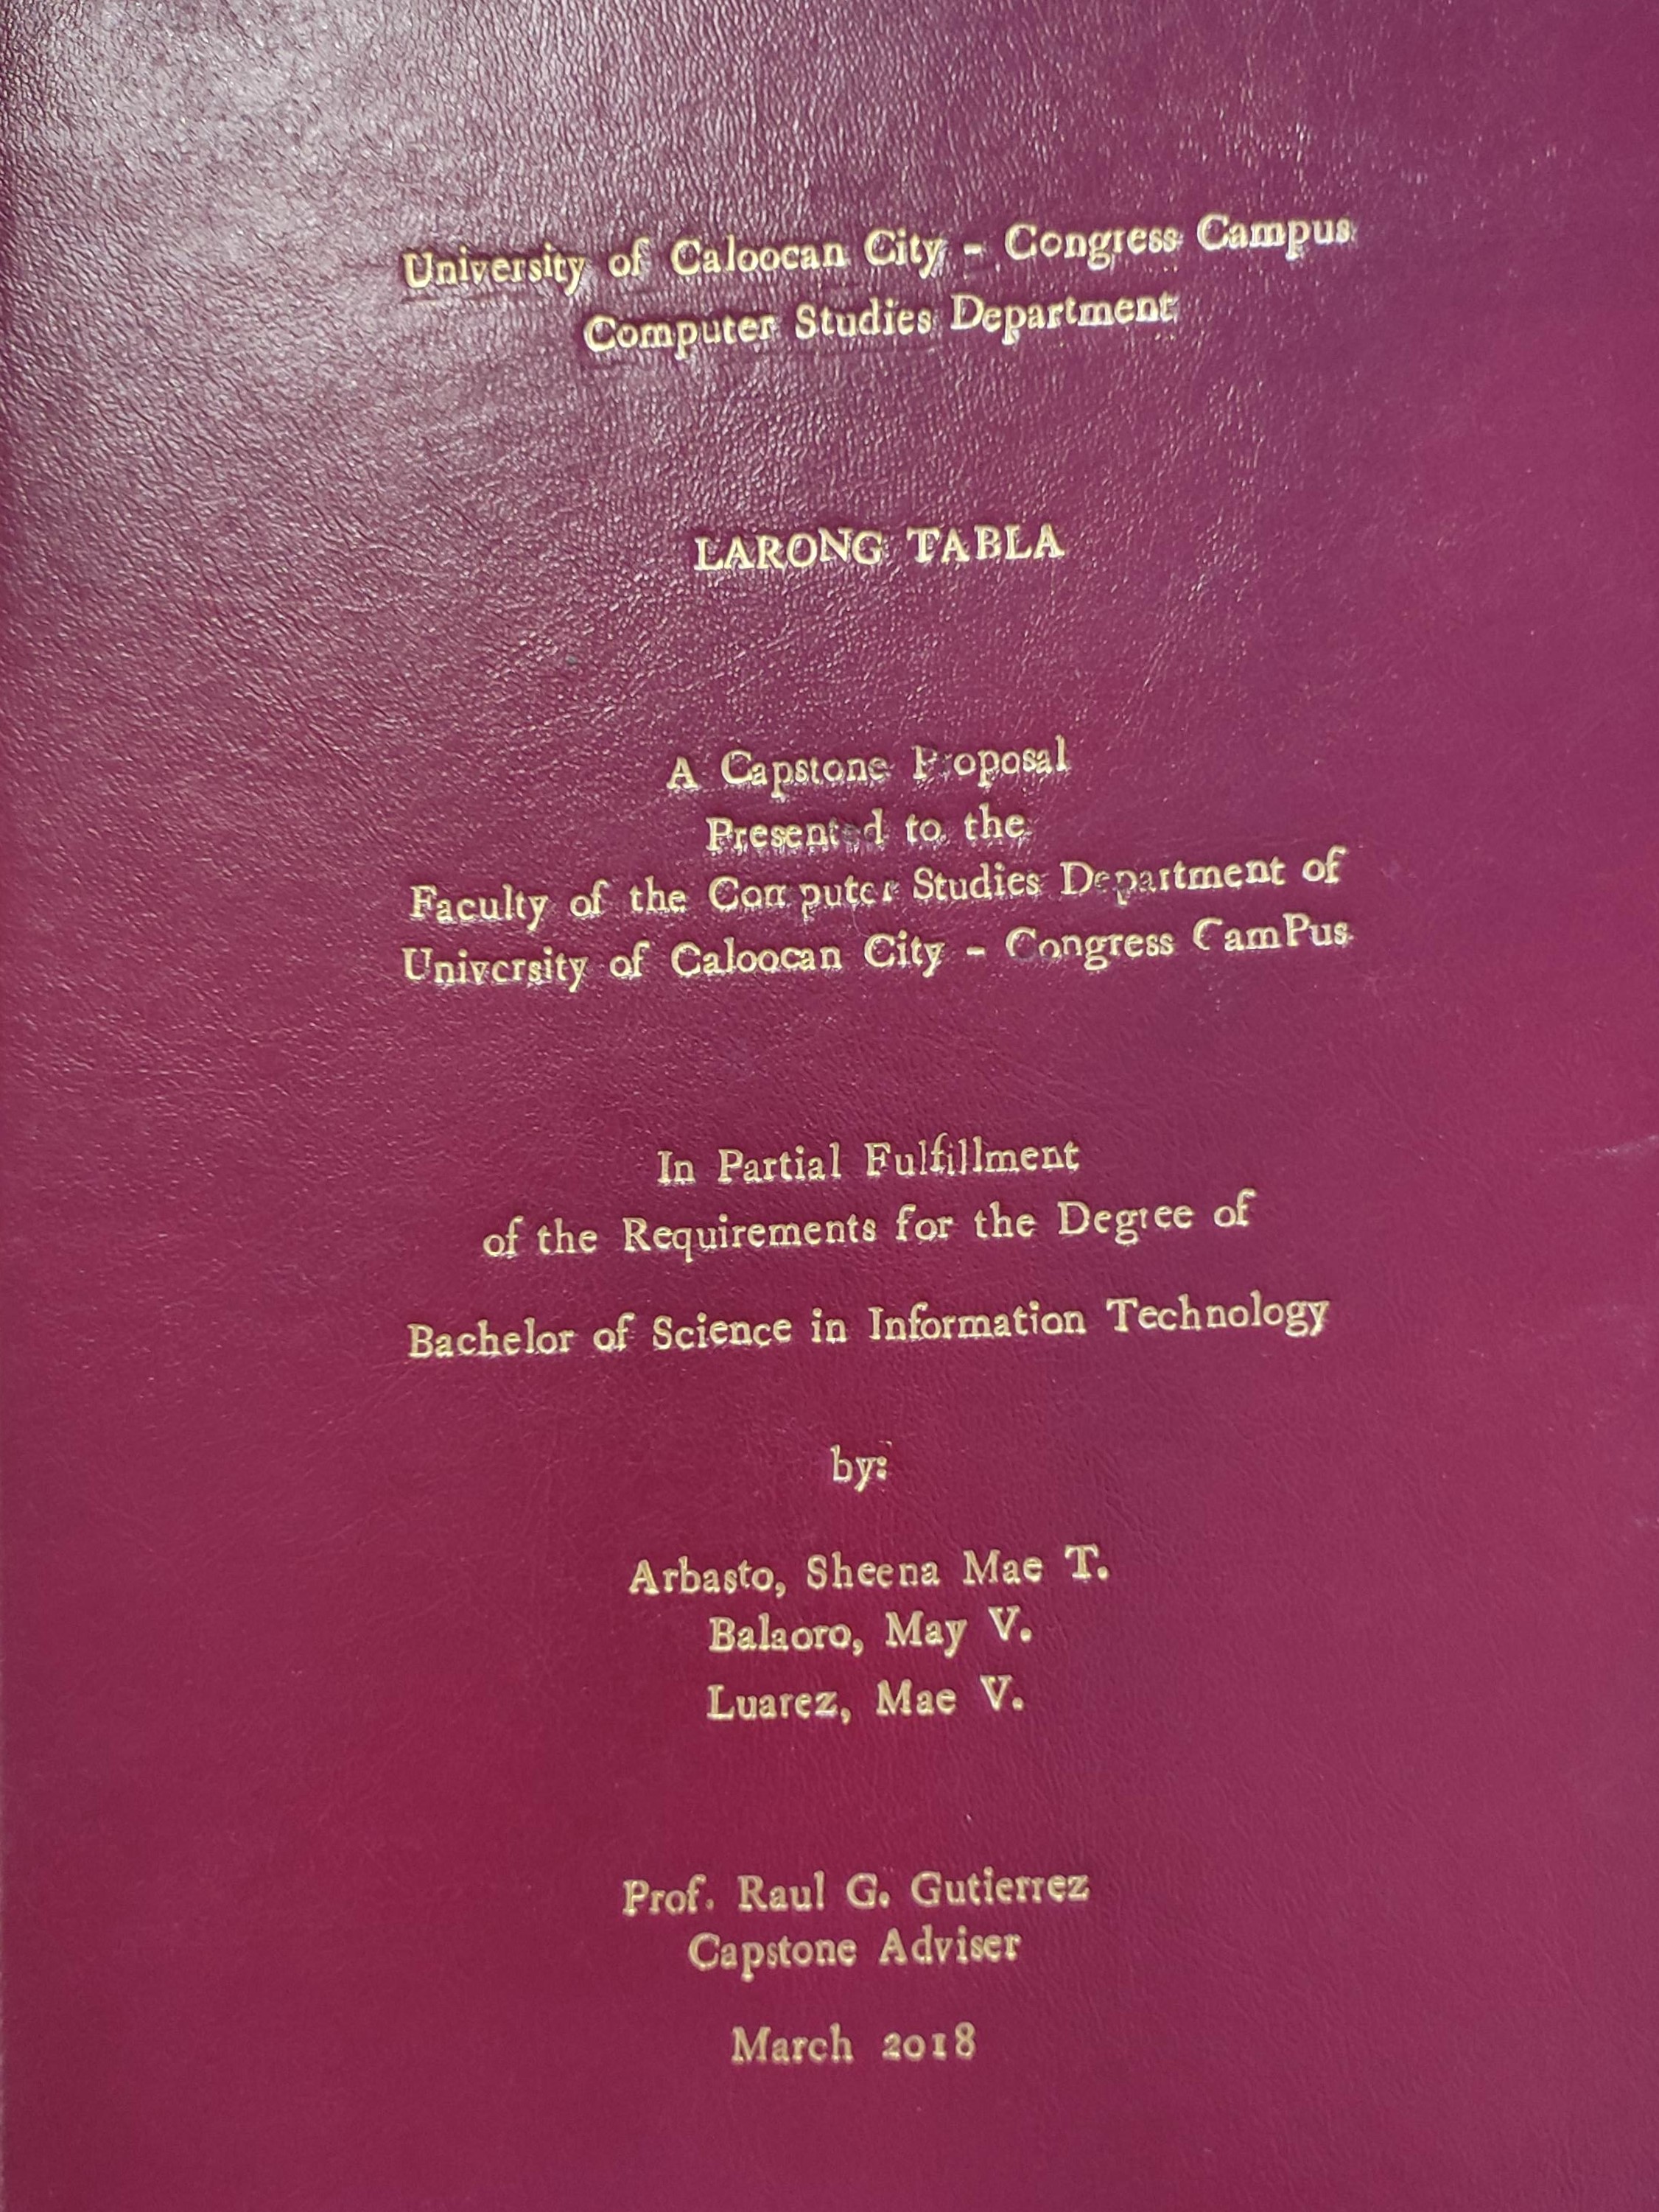 University of Caloocan City - Congress Campus
Computer Studies Department
LARONG TABLA
A Capstone Proposal
Presented to the
Faculty of the Computer Studies Department of
University of Caloocan City - Congress CamPus
In Partial Fulfillment
of the Requirements for the Degree of
Bachelor of Science in Information Technology
by:
Arbasto, Sheena Mae T.
Balaoro, May V.
Luarez, Mae V.
Prof. Raul G. Gutierrez
Capstone Adviser
March 2018